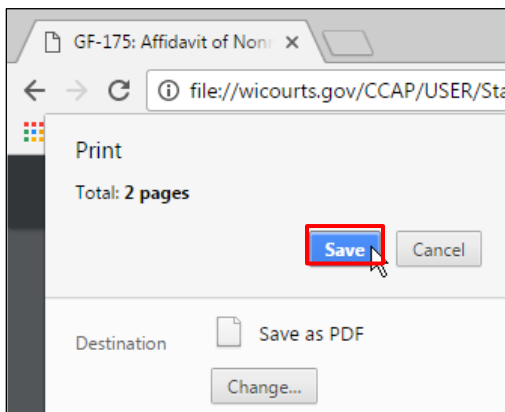 GF-175: Affidavit of Non
file://wicourts.gov/CCAP/USER/Sta
Print
Total: 2 pages
Save
Cancel
Destination
Save as PDF
Change...